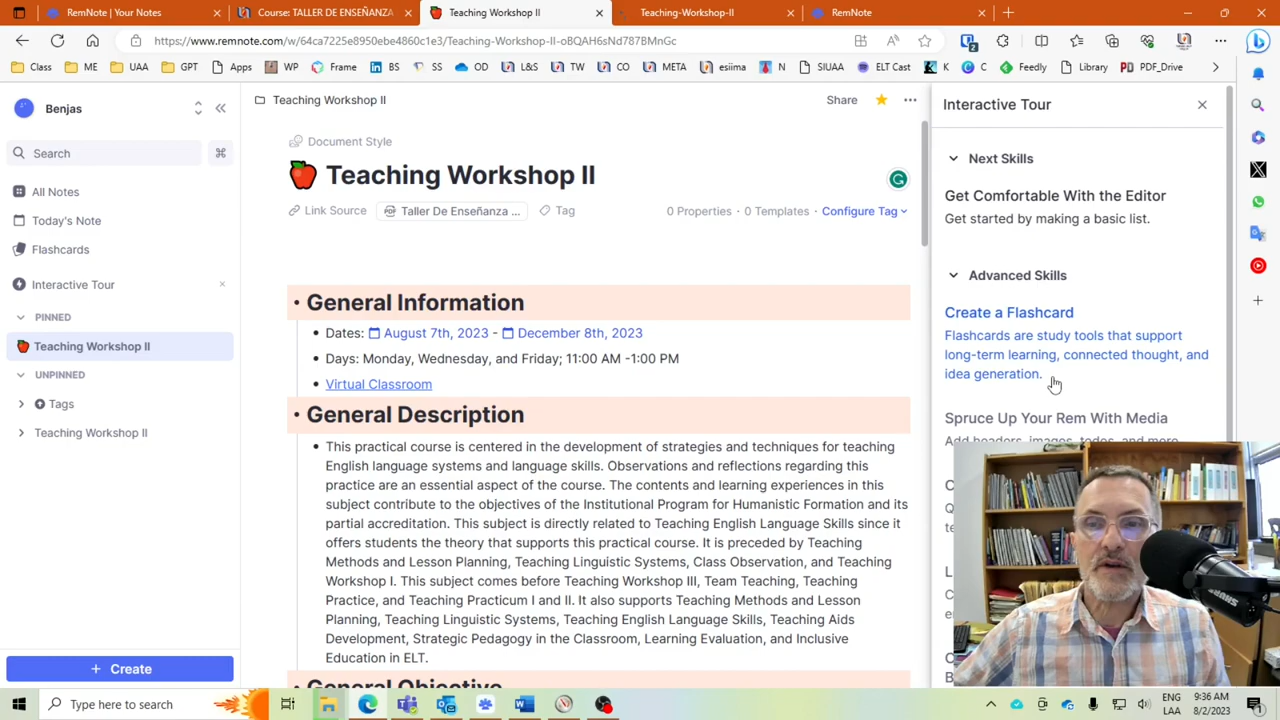 RemNote | Your Notes
Course: TALLER DE ENSEÑANZA
Teaching Workshop II
Teaching-Workshop-II
RemNote
https://www.remnote.com/w/64ca7225e8950ebe4860c1e3/Teaching-Workshop-II-oBQAH6sNd787BMnGc
Class ME UAA GPT Apps WP Frame BS SS OD L&S TW CO META esiima N SIUAA ELT Cast K C Feedly Library PDF_Drive
Benjas
Search
All Notes
Today's Note
Flashcards
Interactive Tour
PINNED
Teaching Workshop II
UNPINNED
Tags
Teaching Workshop II
+ Create
Teaching Workshop II
Share
Document Style
Teaching Workshop II
Link Source Taller De Enseñanza ... Tag 0 Properties · 0 Templates · Configure Tag
General Information
Dates: August 7th, 2023 - December 8th, 2023
Days: Monday, Wednesday, and Friday; 11:00 AM -1:00 PM
Virtual Classroom
General Description
This practical course is centered in the development of strategies and techniques for teaching
English language systems and language skills. Observations and reflections regarding this
practice are an essential aspect of the course. The contents and learning experiences in this
subject contribute to the objectives of the Institutional Program for Humanistic Formation and its
partial accreditation. This subject is directly related to Teaching English Language Skills since it
offers students the theory that supports this practical course. It is preceded by Teaching
Methods and Lesson Planning, Teaching Linguistic Systems, Class Observation, and Teaching
Workshop I. This subject comes before Teaching Workshop III, Team Teaching, Teaching
Practice, and Teaching Practicum I and II. It also supports Teaching Methods and Lesson
Planning, Teaching Linguistic Systems, Teaching English Language Skills, Teaching Aids
Development, Strategic Pedagogy in the Classroom, Learning Evaluation, and Inclusive
Education in ELT.
General Objective
Interactive Tour
Next Skills
Get Comfortable With the Editor
Get started by making a basic list.
Advanced Skills
Create a Flashcard
Flashcards are study tools that support
long-term learning, connected thought, and
idea generation.
Spruce Up Your Rem With Media
Add headers, images, todos, and more
Type here to search
ENG
LAA
9:36 AM
8/2/2023